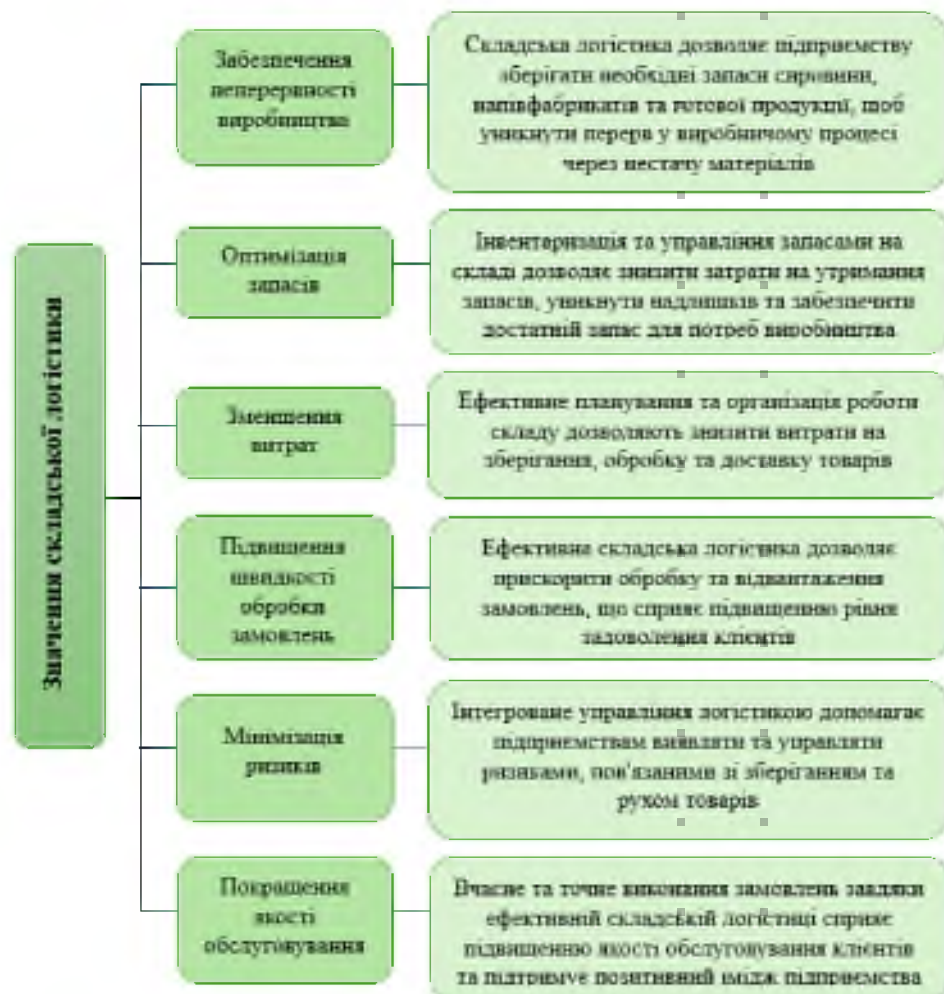 Значення складської логістики
Забезпечення
неперервності
виробництва
Складська логістика дозволяє підприємству
зберігати необхідні запаси сировини,
напівфабрикатів та готової продукції, щоб
уникнути перерв у виробничому процесі
через нестачу матеріалів
Оптимізація
запасів
Інвентаризація та управління запасами на
складі дозволяє знизити затрати на утримання
запасів, уникнути надлишків та забезпечити
достатній запас для потреб виробництва
Зменшення
витрат
Ефективне планування та організація роботи
складу дозволяють знизити витрати на
зберігання, обробку та доставку товарів
Підвищення
швидкості
обробки
замовлень
Ефективна складська логістика дозволяє
прискорити обробку та відвантаження
замовлень, що сприяє підвищенню рівня
задоволення клієнтів
Мінімізація
ризиків
Інтегроване управління логістикою допомагає
підприємствам виявляти та управляти
ризиками, пов'язаними зі зберіганням та
рухом товарів
Покращення
якості
обслуговування
Вчасне та точне виконання замовлень завдяки
ефективній складській логістиці сприяє
підвищенню якості обслуговування клієнтів
та підтримує позитивний імідж підприємства